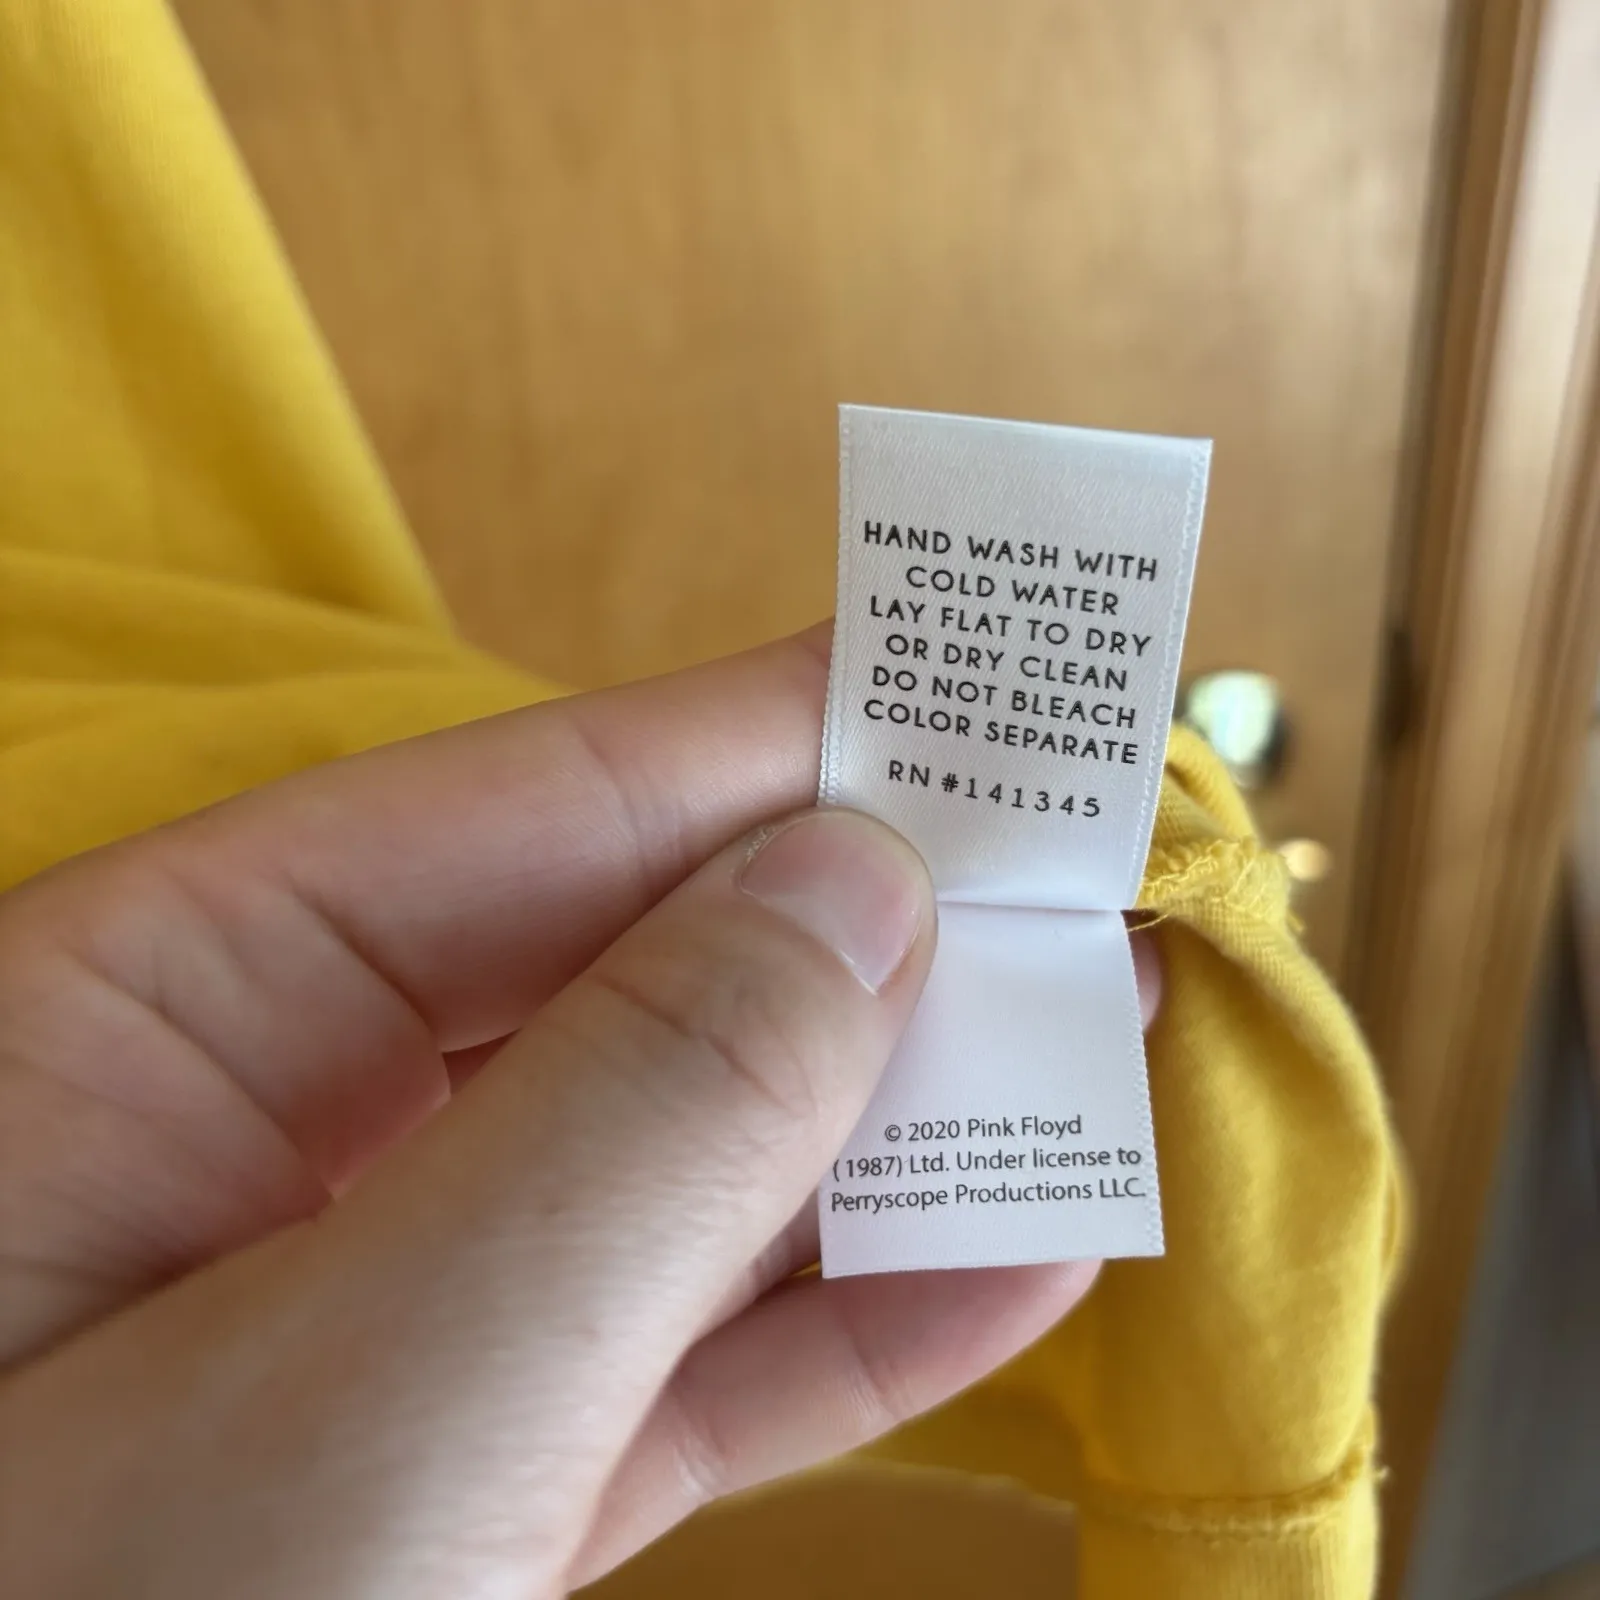 HAND WASH WITH
COLD WATER
LAY FLAT TO DRY
OR DRY CLEAN
DO NOT BLEACH
COLOR SEPARATE
RN #141345
© 2020 Pink Floyd
(1987) Ltd. Under license to
Perryscope Productions LLC.